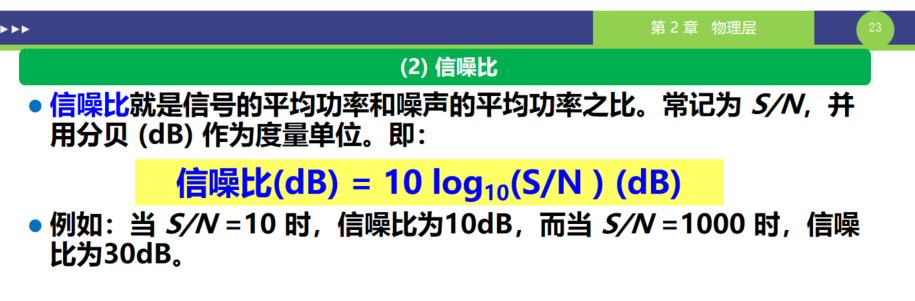 ▶▶▶
第 2 章 物理层
23
(2) 信噪比
● 信噪比就是信号的平均功率和噪声的平均功率之比。常记为 S/N，并
用分贝 (dB) 作为度量单位。即：
信噪比(dB) = 10 log₁₀(S/N ) (dB)
● 例如：当 S/N =10 时，信噪比为10dB，而当 S/N =1000 时，信噪
比为30dB。